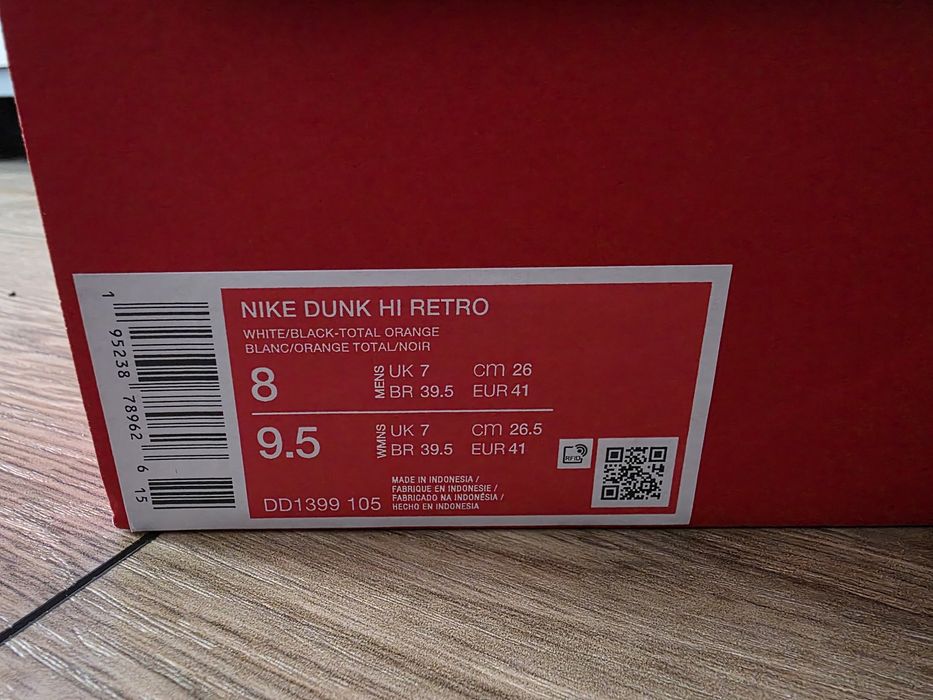 1 95238 78962 6 15
NIKE DUNK HI RETRO
WHITE/BLACK-TOTAL ORANGE
BLANC/ORANGE TOTAL/NOIR
8 MENS UK 7 cm 26
BR 39.5 EUR 41
9.5 WMNS UK 7 cm 26.5
BR 39.5 EUR 41
RFID
DD1399 105
MADE IN INDONESIA /
FABRIQUE EN INDONESIE /
FABRICADO NA INDONÉSIA /
HECHO EN INDONESIA